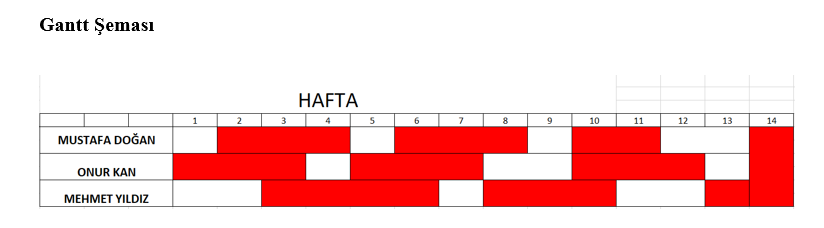 Gantt Şeması
HAFTA
1 2 3 4 5 6 7 8 9 10 11 12 13 14
MUSTAFA DOĞAN
ONUR KAN
MEHMET YILDIZ